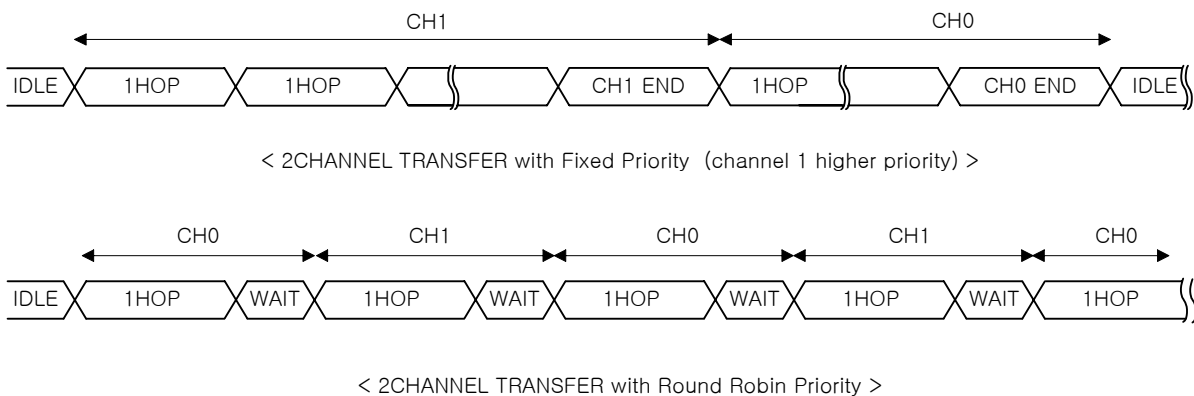 CH1 CH0
IDLE 1HOP 1HOP CH1 END 1HOP CH0 END IDLE
< 2CHANNEL TRANSFER with Fixed Priority (channel 1 higher priority) >
CH0 CH1 CH0 CH1 CH0
IDLE 1HOP WAIT 1HOP WAIT 1HOP WAIT 1HOP WAIT 1HOP
< 2CHANNEL TRANSFER with Round Robin Priority >